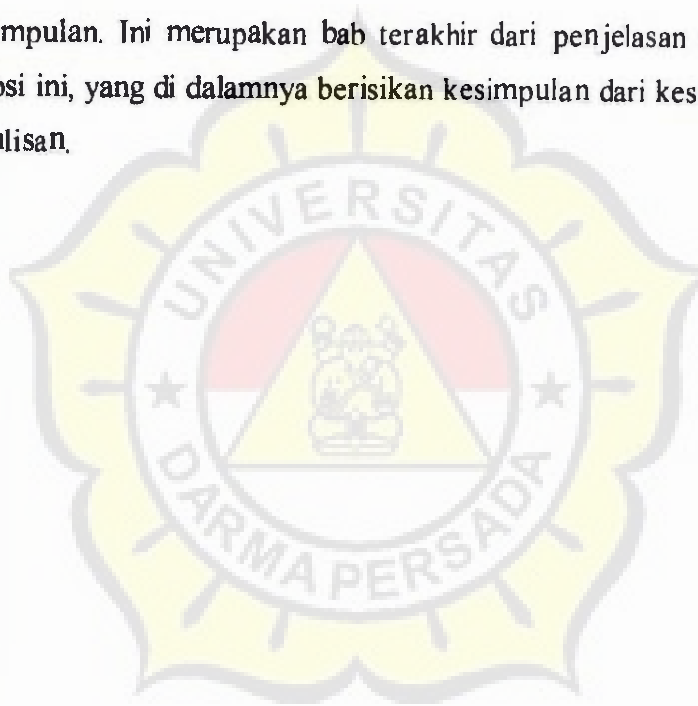 mpulan. Ini merupakan bab terakhir dari penjelasan
si ini, yang di dalamnya berisikan kesimpulan dari kes
lisan.
UNIVERSITAS
DARMA PERSADA